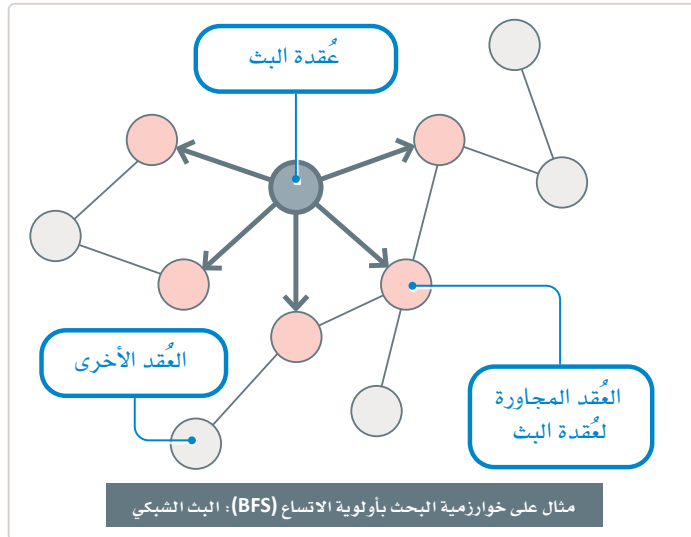 عُقدة البث
العُقد الأخرى
العُقد المجاورة
لعُقدة البث
مثال على خوارزمية البحث بأولوية الاتساع (BFS): البث الشبكي